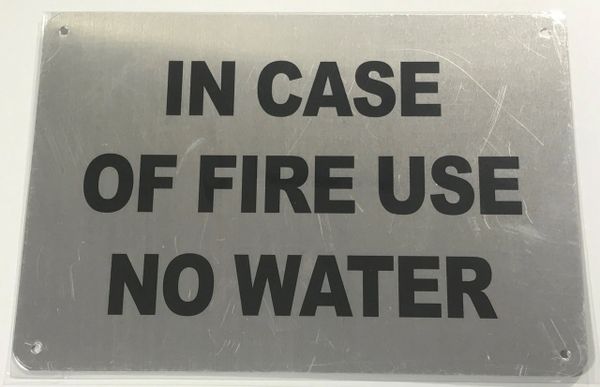 IN CASE
OF FIRE USE
NO WATER